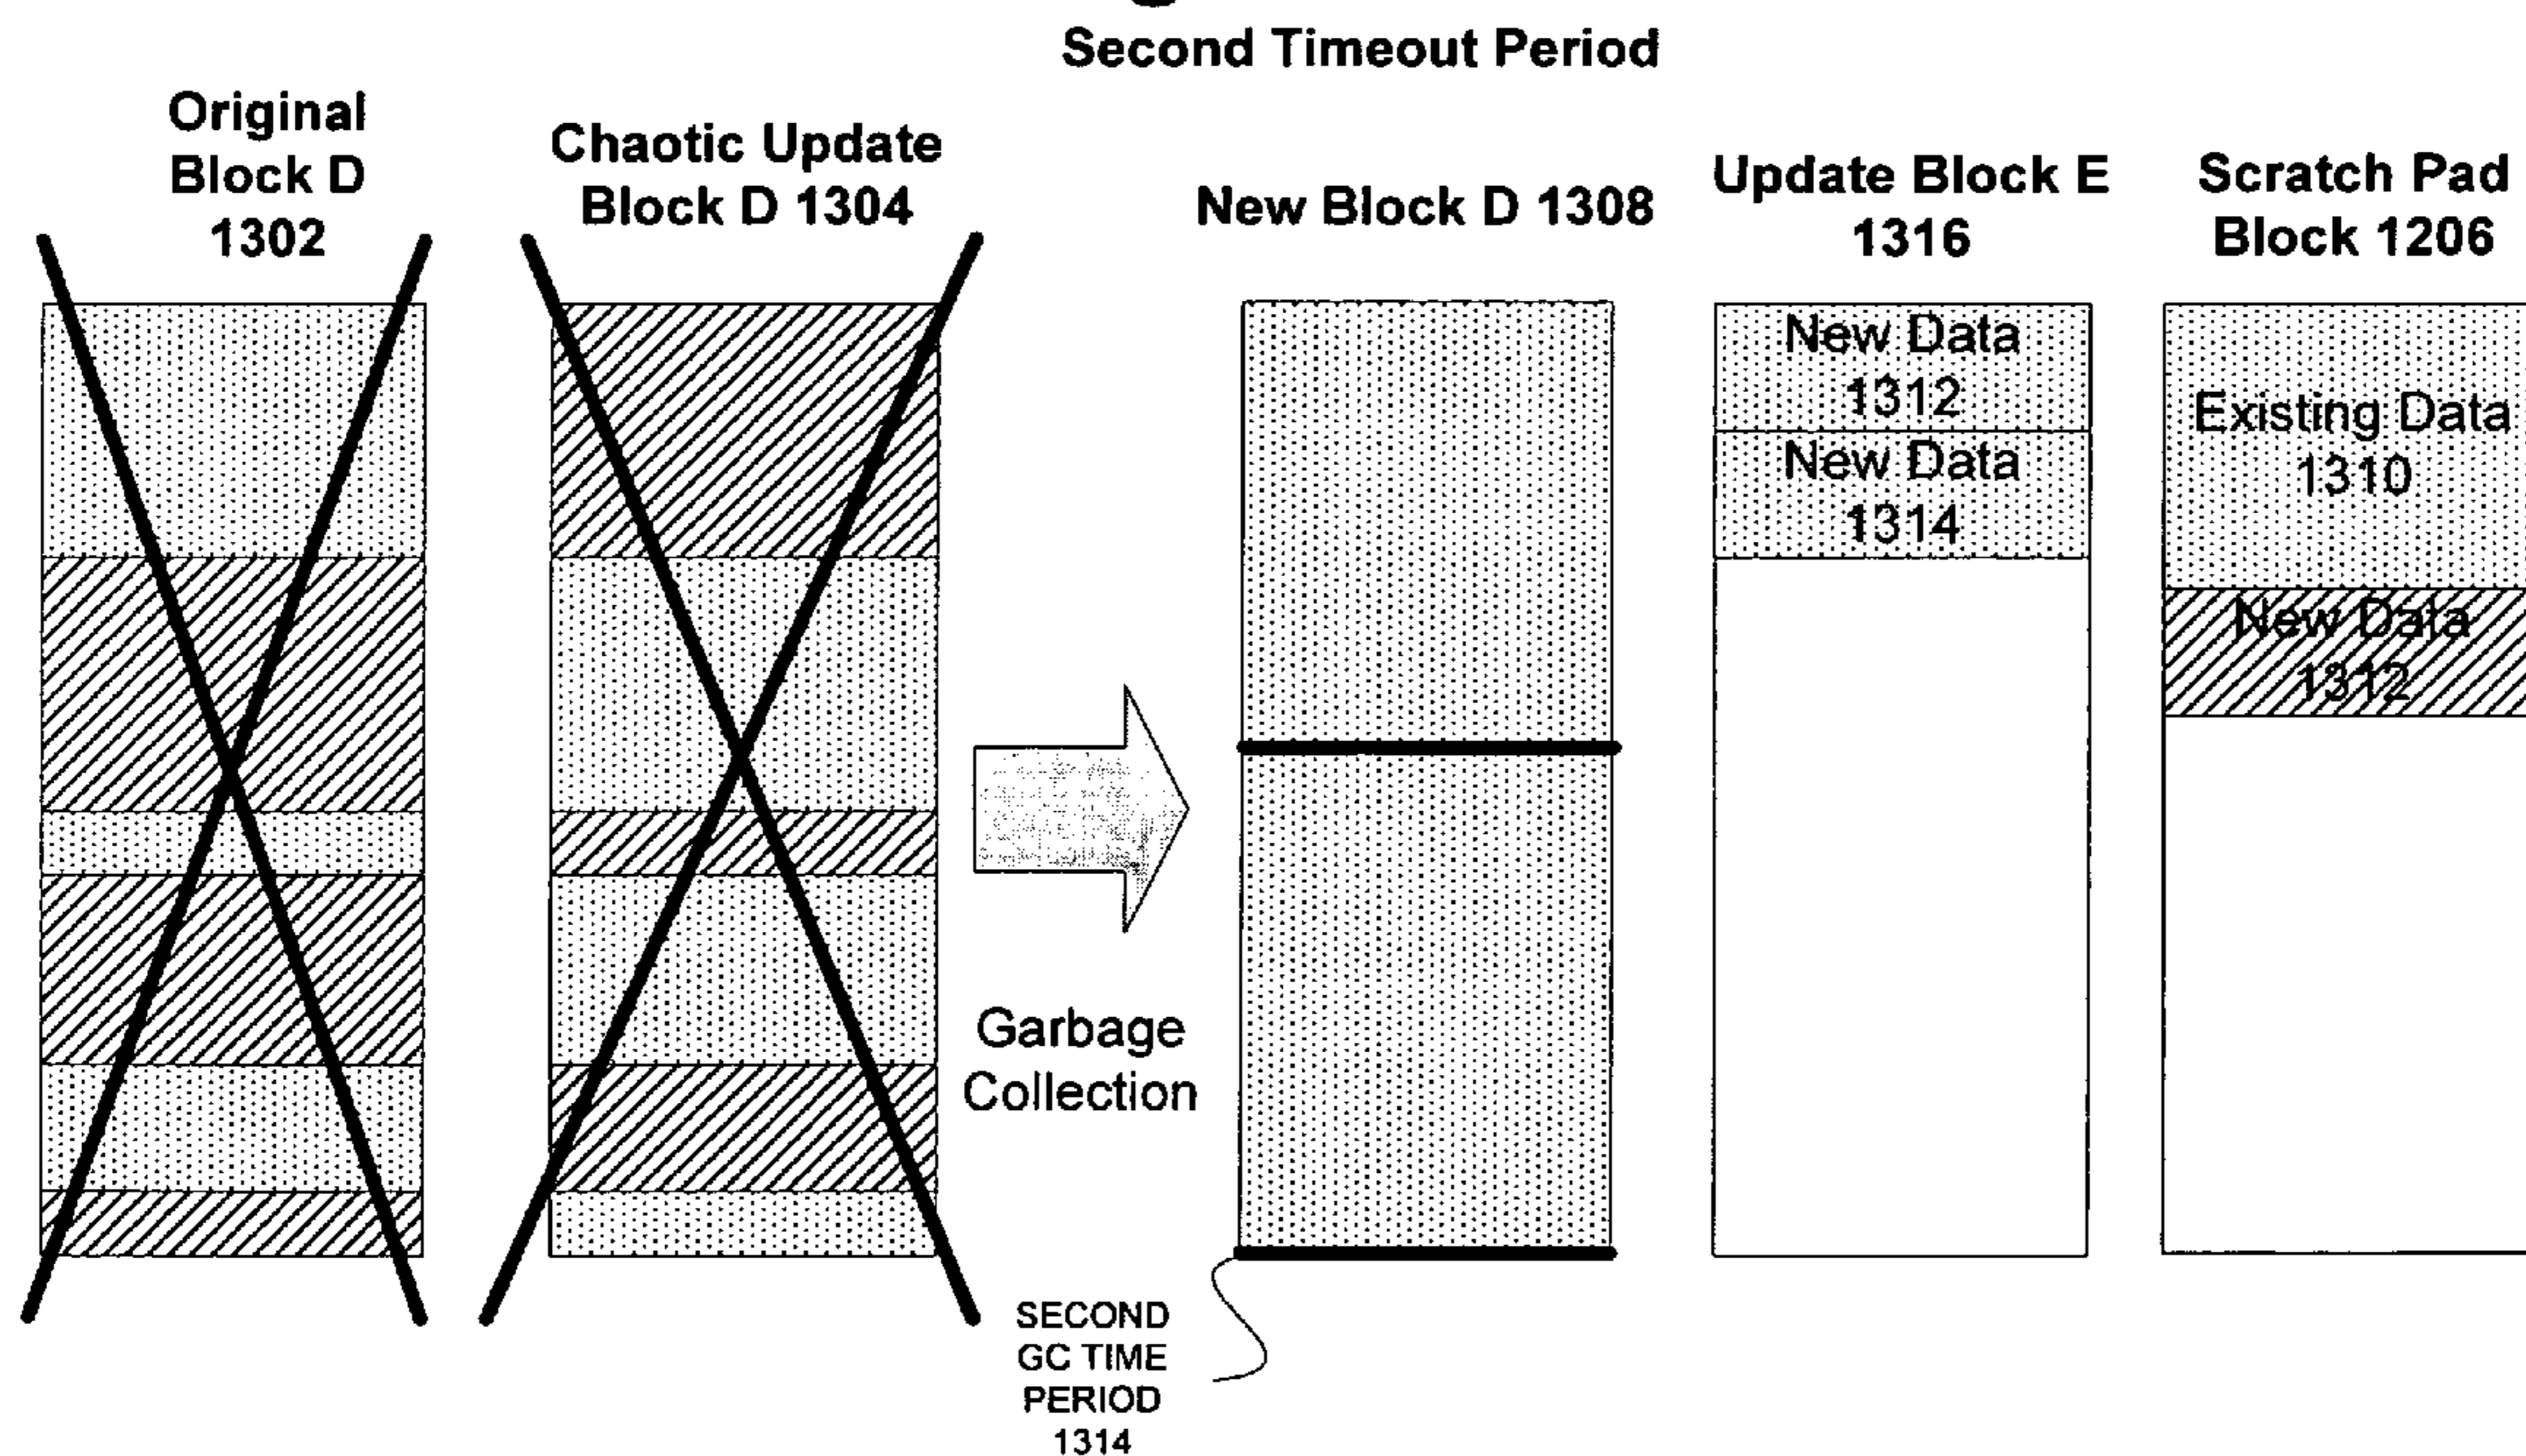 Second Timeout Period
Original
Block D
1302
Chaotic Update
Block D 1304
New Block D 1308
Update Block E
1316
Scratch Pad
Block 1206
New Data
1312
New Data
1314
Existing Data
1310
New Data
1312
Garbage
Collection
SECOND
GC TIME
PERIOD
1314